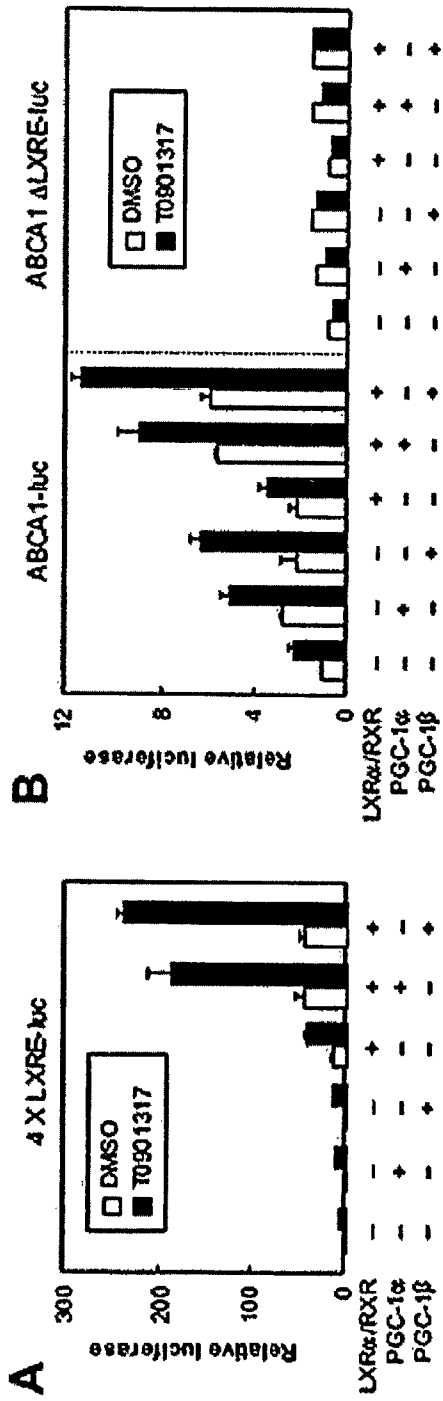 A
4 X LXRE-luc
Relative luciferase
300
200
100
0
DMSO
T0901317
LXRα/RXR − − − + + +
PGC-1α − + − − + −
PGC-1β − − + − − +
B
ABCA1-luc
ABCA1 ΔLXRE-luc
Relative luciferase
12
8
4
0
DMSO
T0901317
LXRα/RXR − − − + + + − − − + + +
PGC-1α − + − − + − − + − − + −
PGC-1β − − + − − + − − + − − +